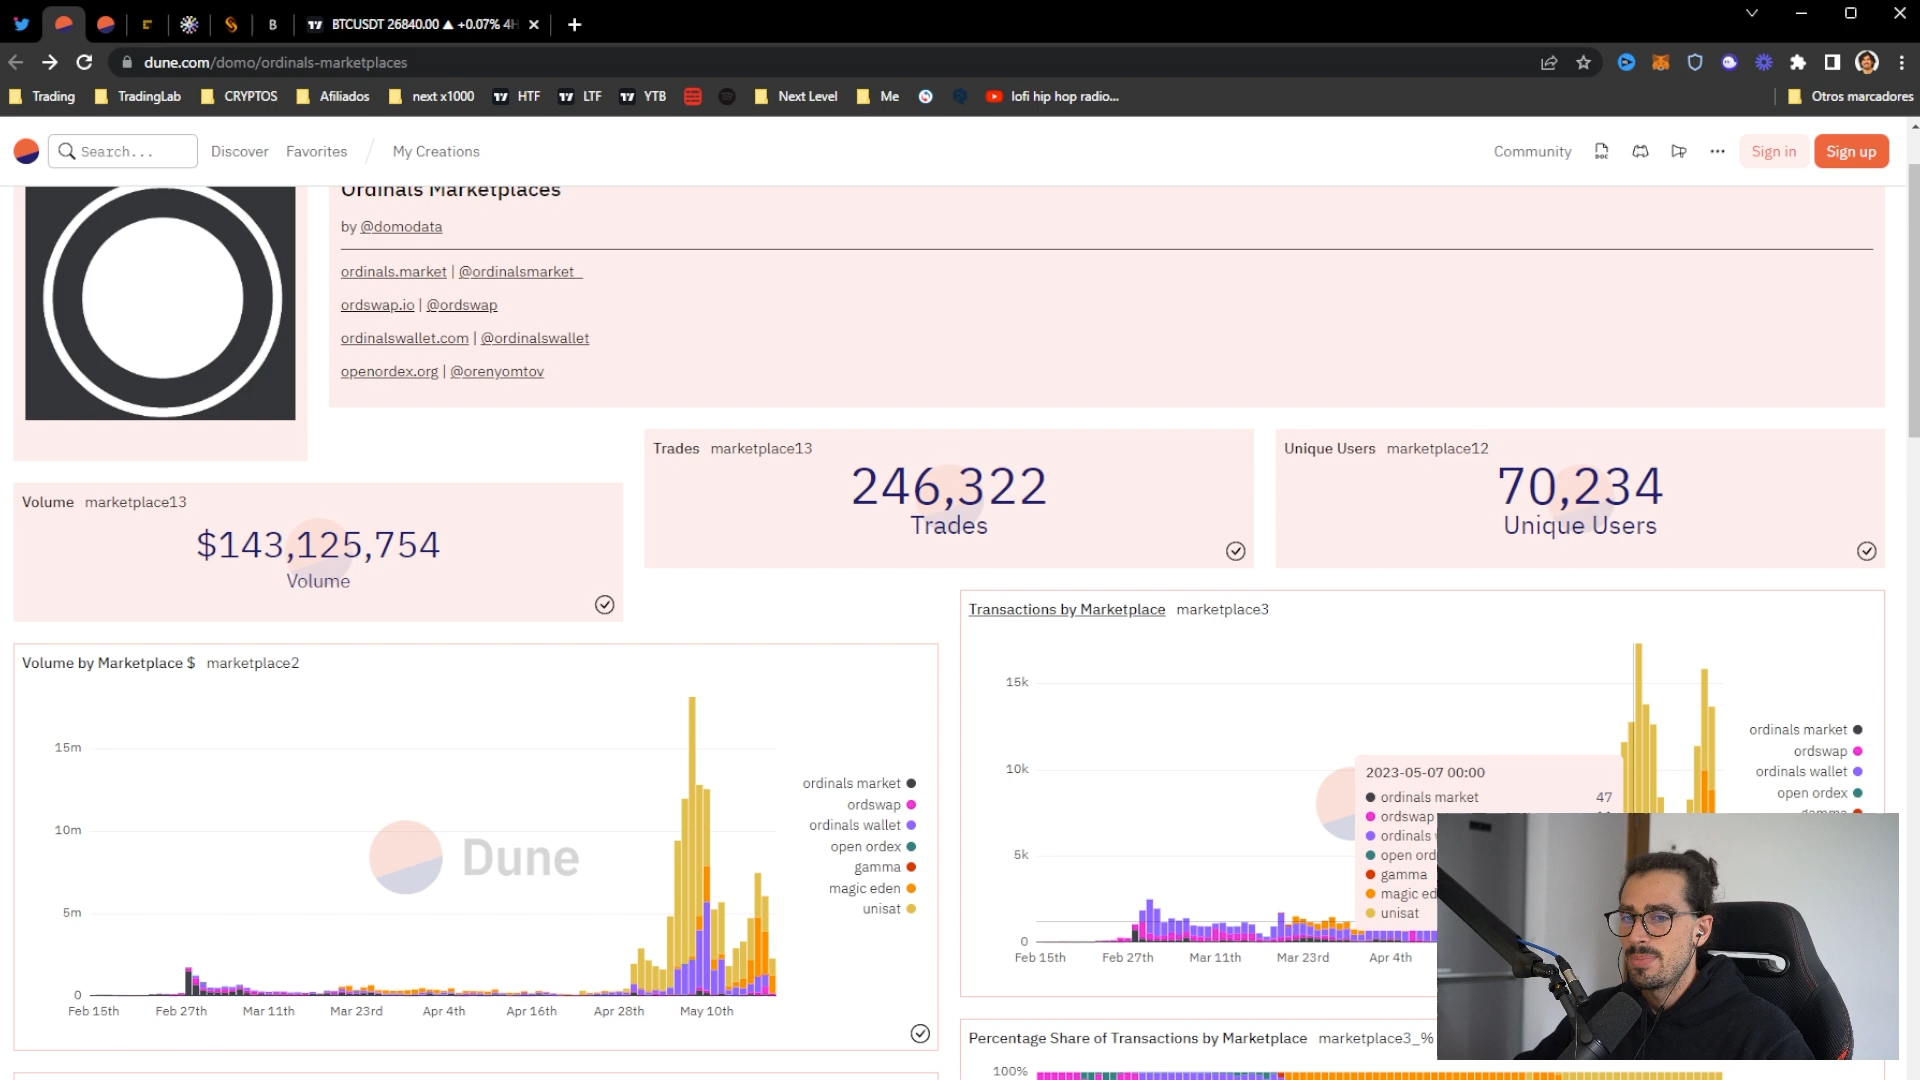 BTCUSDT 26840.00 ▲ +0.07% 4H
dune.com/domo/ordinals-marketplaces
Trading
TradingLab
CRYPTOS
Afiliados
next x1000
HTF
LTF
YTB
Next Level
Me
lofi hip hop radio...
Otros marcadores
Search...
Discover
Favorites
My Creations
Community
Sign in
Sign up
Ordinals Marketplaces
by @domodata
ordinals.market | @ordinalsmarket_
ordswap.io | @ordswap
ordinalswallet.com | @ordinalswallet
openordex.org | @orenyomtov
Volume marketplace13
$143,125,754
Volume
Trades marketplace13
246,322
Trades
Unique Users marketplace12
70,234
Unique Users
Volume by Marketplace $ marketplace2
15m
10m
5m
0
Feb 15th
Feb 27th
Mar 11th
Mar 23rd
Apr 4th
Apr 16th
Apr 28th
May 10th
Dune
ordinals market
ordswap
ordinals wallet
open ordex
gamma
magic eden
unisat
Transactions by Marketplace marketplace3
15k
10k
5k
0
Feb 15th
Feb 27th
Mar 11th
Mar 23rd
Apr 4th
2023-05-07 00:00
ordinals market 47
ordswap
ordinals
open ord
gamma
magic ed
unisat
ordinals market
ordswap
ordinals wallet
open ordex
gamma
Percentage Share of Transactions by Marketplace marketplace3_%
100%